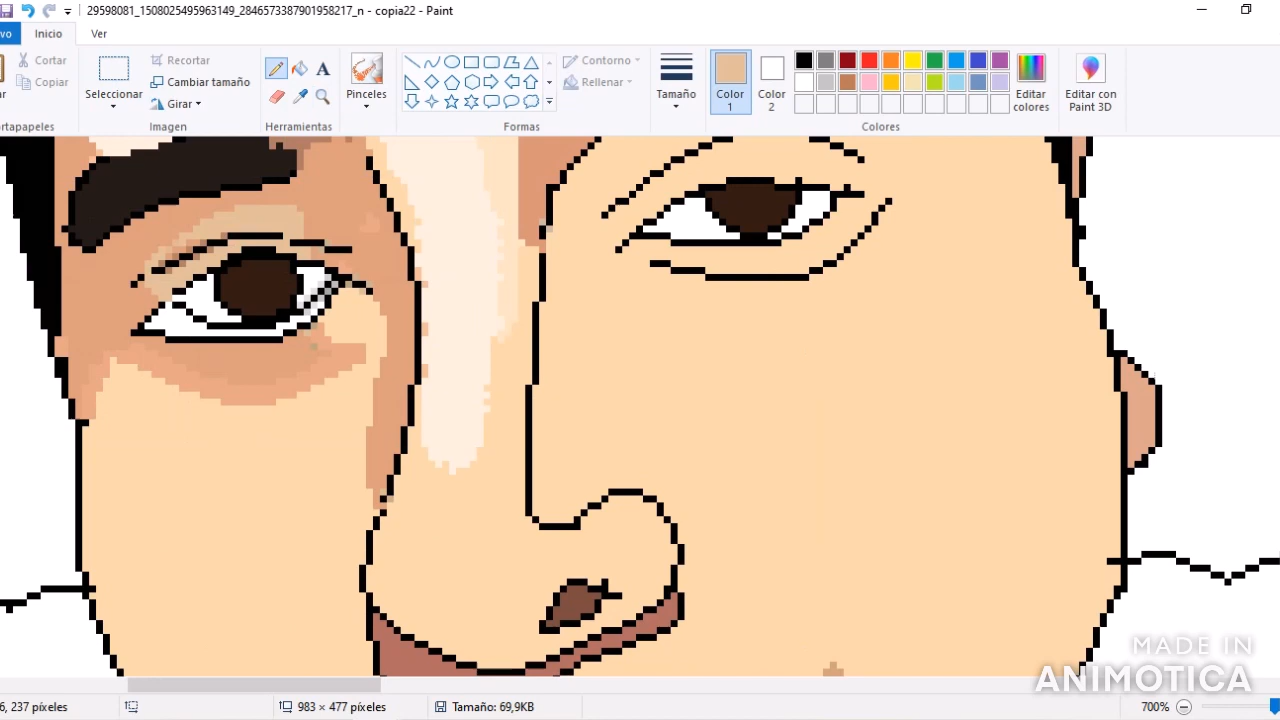 29598081_1508025495963149_2846573387901958217_n - copia22 - Paint
vo Inicio Ver
Cortar
Copiar
Seleccionar
Recortar
Cambiar tamaño
Girar
A
Pinceles
Contorno
Rellenar
Tamaño
Color 1
Color 2
Editar colores
Editar con Paint 3D
rtapapeles Imagen Herramientas Formas Colores
MADE IN
ANIMOTICA
6, 237 píxeles 983 × 477 píxeles Tamaño: 69,9KB 700%